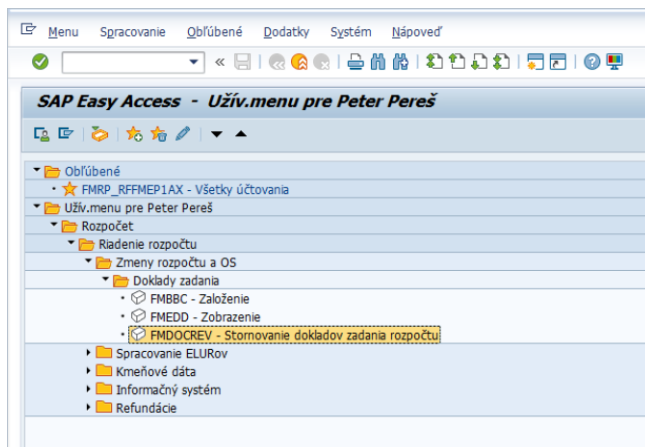 Menu Spracovanie Obľúbené Dodatky Systém Nápoveď
SAP Easy Access - Užív.menu pre Peter Pereš
Obľúbené
FMRP_RFFMEP1AX - Všetky účtovania
Užív.menu pre Peter Pereš
Rozpočet
Riadenie rozpočtu
Zmeny rozpočtu a OS
Doklady zadania
FMBBC - Založenie
FMEDD - Zobrazenie
FMDOCREV - Stornovanie dokladov zadania rozpočtu
Spracovanie ELURov
Kmeňové dáta
Informačný systém
Refundácie